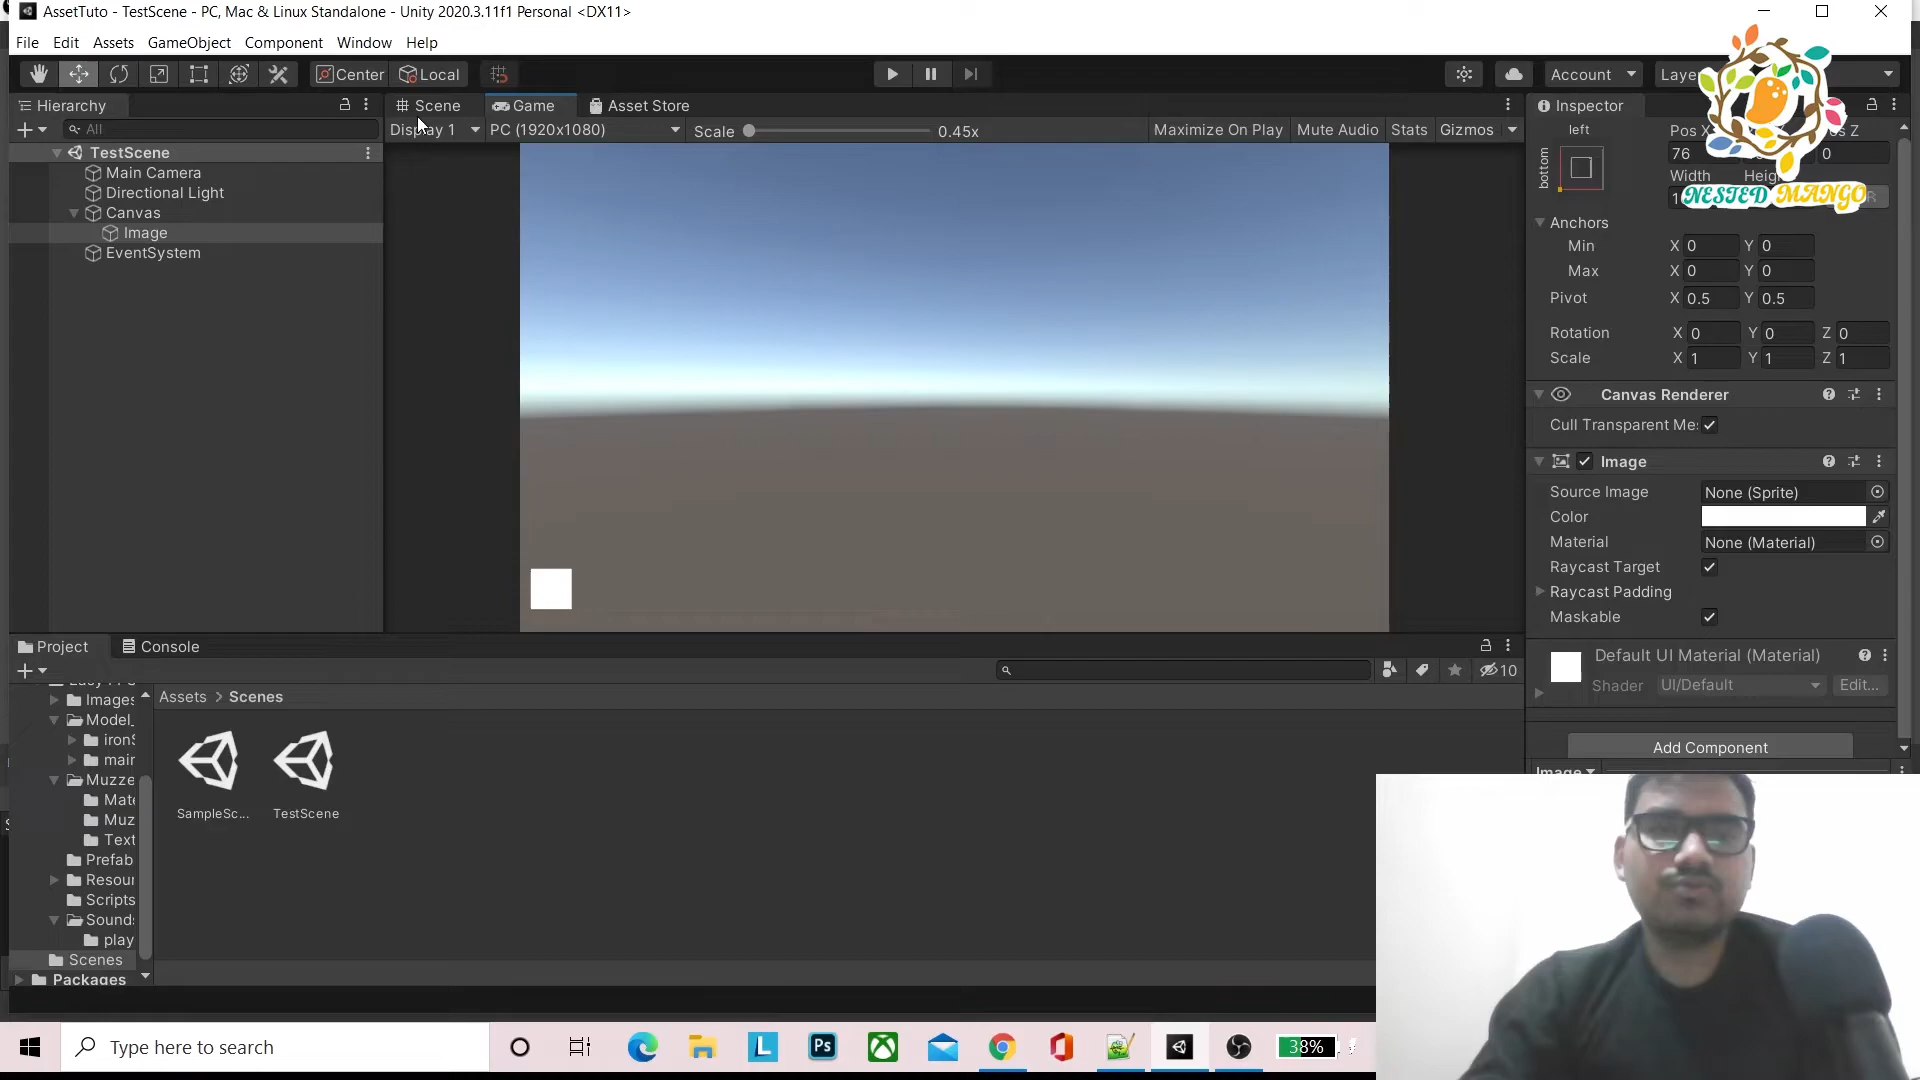 AssetTuto - TestScene - PC, Mac & Linux Standalone - Unity 2020.3.11f1 Personal <DX11>
File Edit Assets GameObject Component Window Help
Center Local Account
Hierarchy Scene Game Asset Store Inspector
All Display 1 PC (1920x1080) Scale 0.45x Maximize On Play Mute Audio Stats Gizmos
TestScene
Main Camera
Directional Light
Canvas
Image
EventSystem
left
bottom
Pos X
76 0
Width
NESTED MANGO
Anchors
Min X 0 Y 0
Max X 0 Y 0
Pivot X 0.5 Y 0.5
Rotation X 0 Y 0 Z 0
Scale X 1 Y 1 Z 1
Canvas Renderer
Cull Transparent Me
Image
Source Image None (Sprite)
Color
Material None (Material)
Raycast Target
Raycast Padding
Maskable
Default UI Material (Material)
Shader UI/Default Edit...
Add Component
Project Console
10
Assets > Scenes
Images
Model_
ironS
mair
Muzze
Mate
Muz
Text
Prefab
Resour
Scripts
Sounds
play
Scenes
Packages
SampleSc...
TestScene
Type here to search
38%